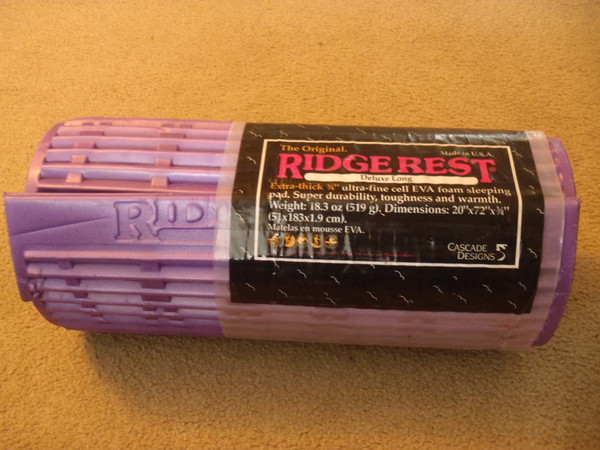 The Original.
Made in U.S.A.
RIDGE REST®
Deluxe Long
Extra-thick ¾" ultra-fine cell EVA foam sleeping
pad. Super durability, toughness and warmth.
Weight: 18.3 oz (519 g). Dimensions: 20"x72"x¾"
(51x183x1.9 cm).
Matelas en mousse EVA.
CASCADE
DESIGNS
RID